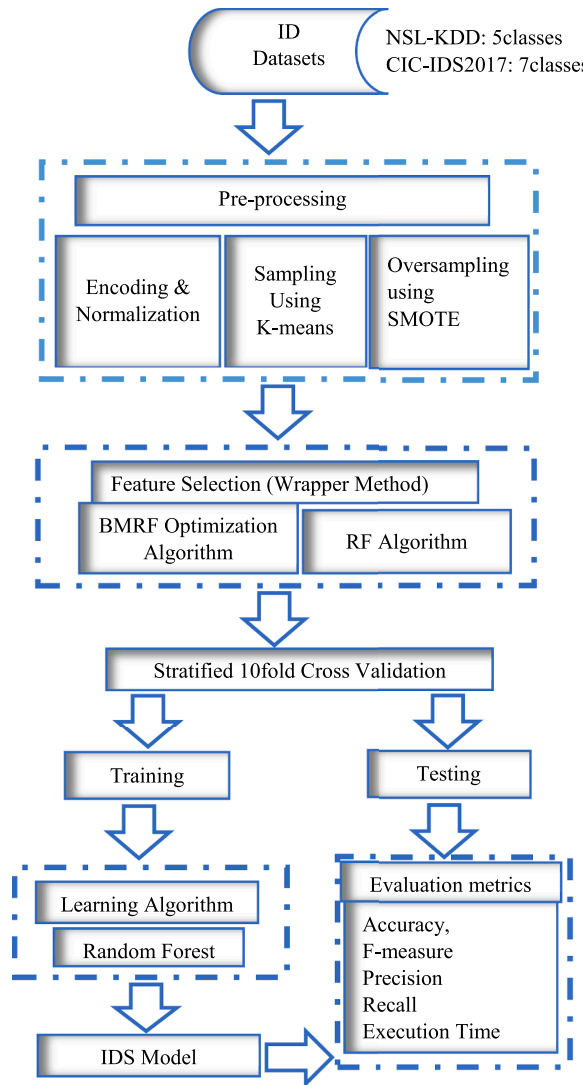 ID
Datasets
NSL-KDD: 5classes
CIC-IDS2017: 7classes
Pre-processing
Encoding &
Normalization
Sampling
Using
K-means
Oversampling
using
SMOTE
Feature Selection (Wrapper Method)
BMRF Optimization
Algorithm
RF Algorithm
Stratified 10fold Cross Validation
Training
Testing
Learning Algorithm
Random Forest
IDS Model
Evaluation metrics
Accuracy,
F-measure
Precision
Recall
Execution Time